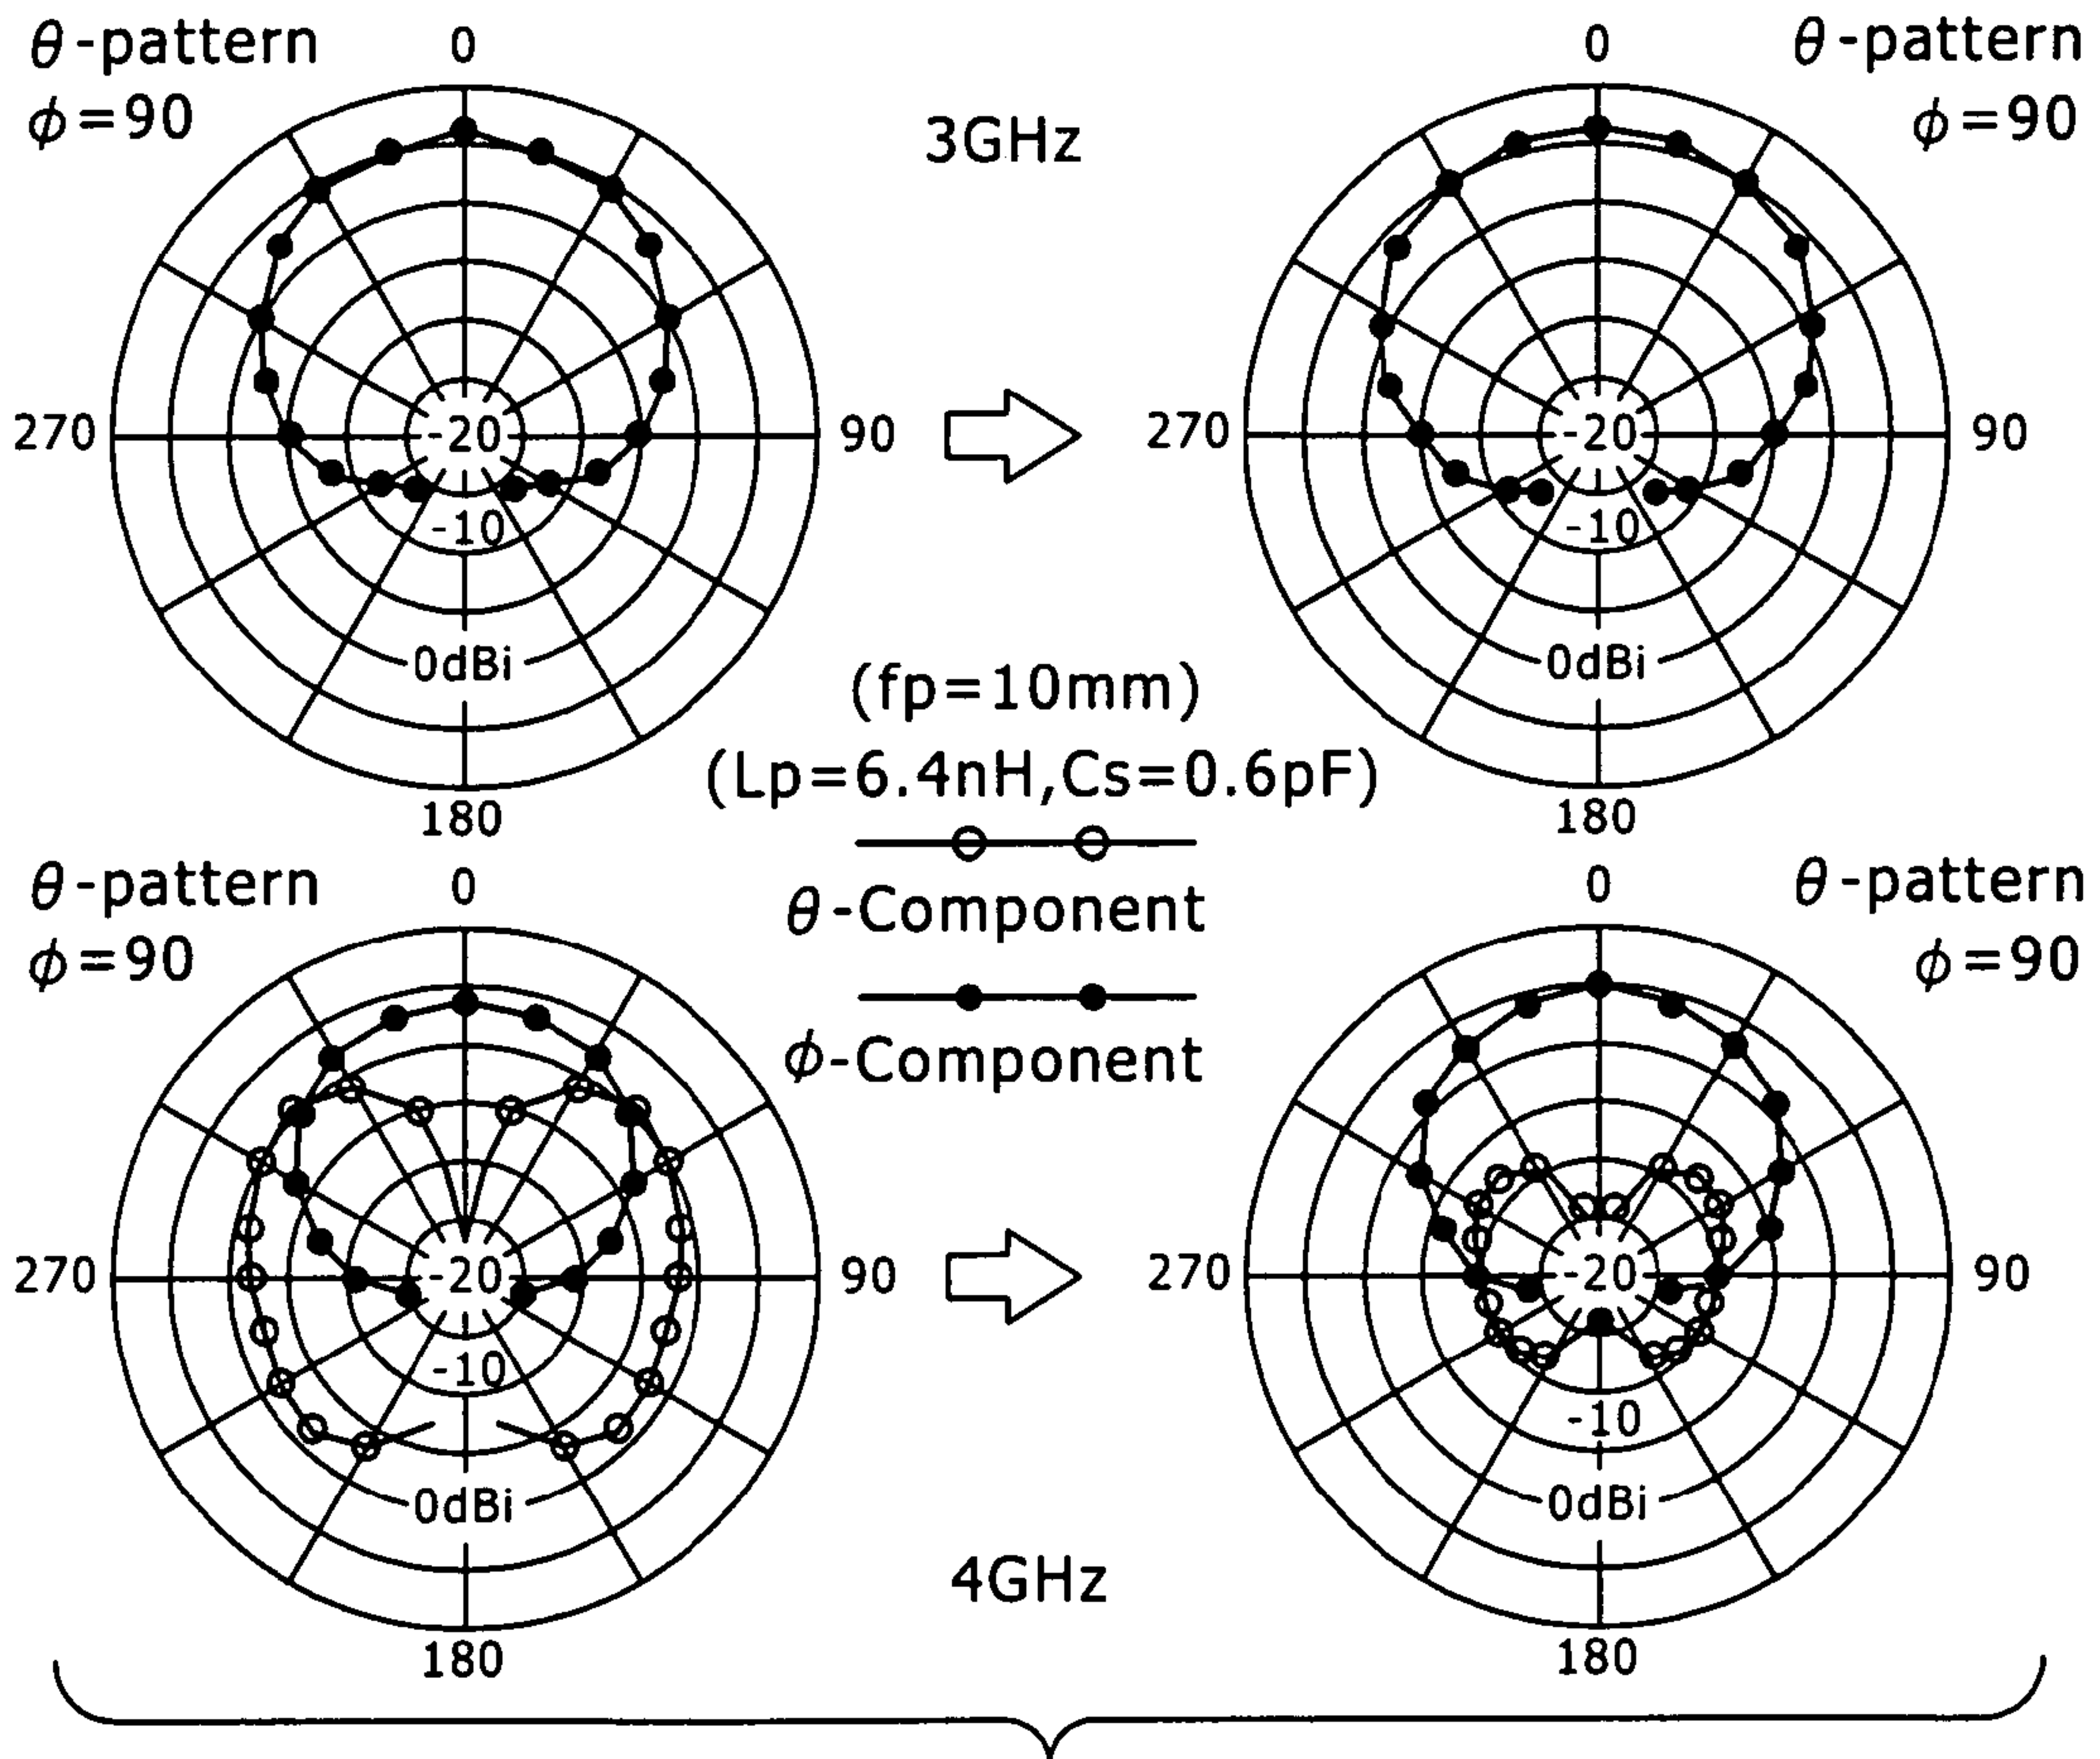 θ-pattern
ϕ=90
0
270
90
-20
-10
0dBi
180
3GHz
θ-pattern
ϕ=90
0
270
90
-20
-10
0dBi
180
(fp=10mm)
(Lp=6.4nH,Cs=0.6pF)
θ-Component
ϕ-Component
θ-pattern
ϕ=90
0
270
90
-20
-10
0dBi
180
θ-pattern
ϕ=90
0
270
90
-20
-10
0dBi
180
4GHz